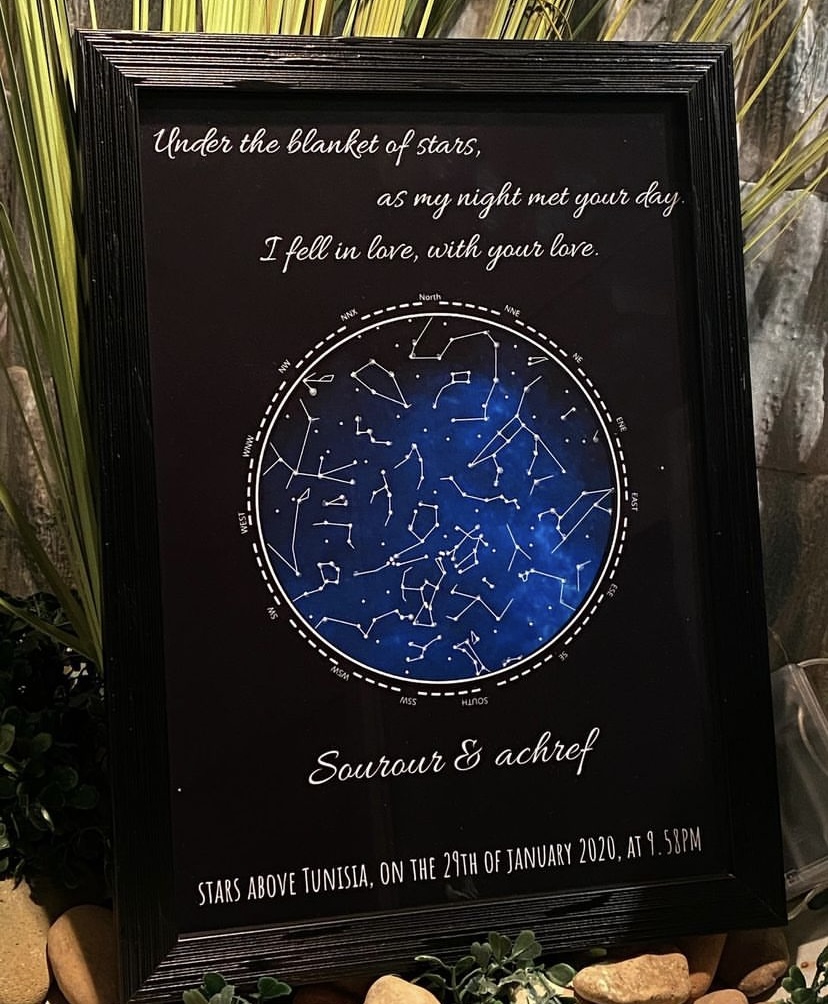 Under the blanket of stars,
as my night met your day.
I fell in love, with your love.
North
NNX
NNE
NW
NE
WNW
ENE
WEST
EAST
SW
ESE
WSW
SE
SSW
SOUTH
Sourour & achref
STARS ABOVE TUNISIA, ON THE 29TH OF JANUARY 2020, AT 9.58PM